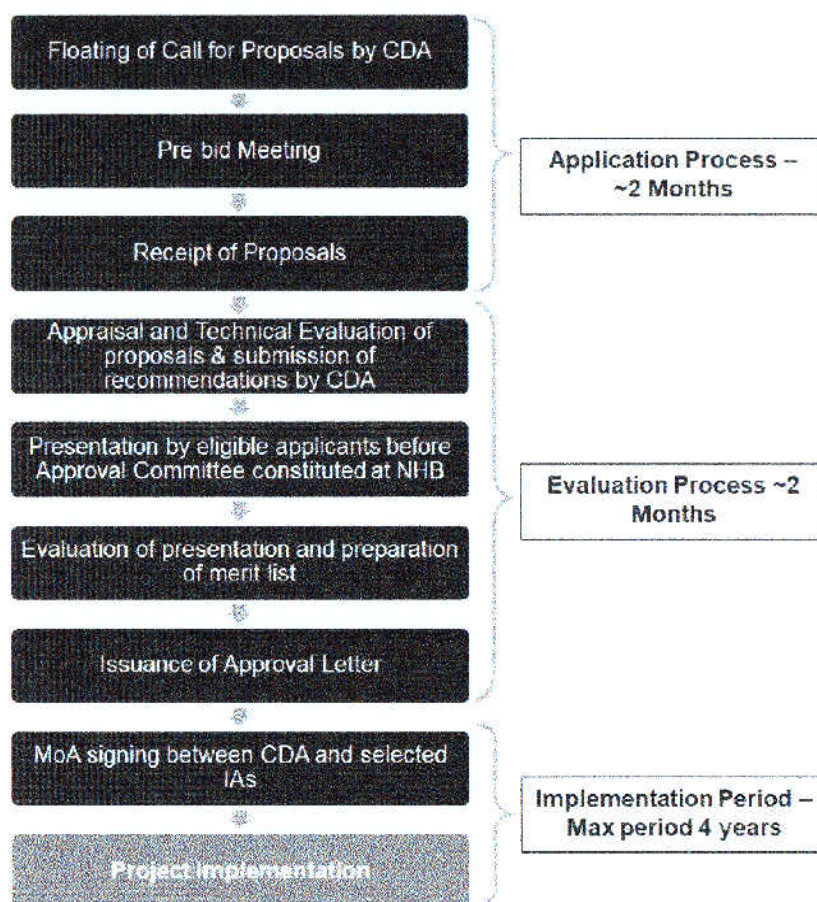 Floating of Call for Proposals by CDA
Pre bid Meeting
Receipt of Proposals
Application Process –
~2 Months
Appraisal and Technical Evaluation of
proposals & submission of
recommendations by CDA
Presentation by eligible applicants before
Approval Committee constituted at NHB
Evaluation of presentation and preparation
of merit list
Issuance of Approval Letter
Evaluation Process ~2
Months
MoA signing between CDA and selected
IAs
Project Implementation
Implementation Period –
Max period 4 years